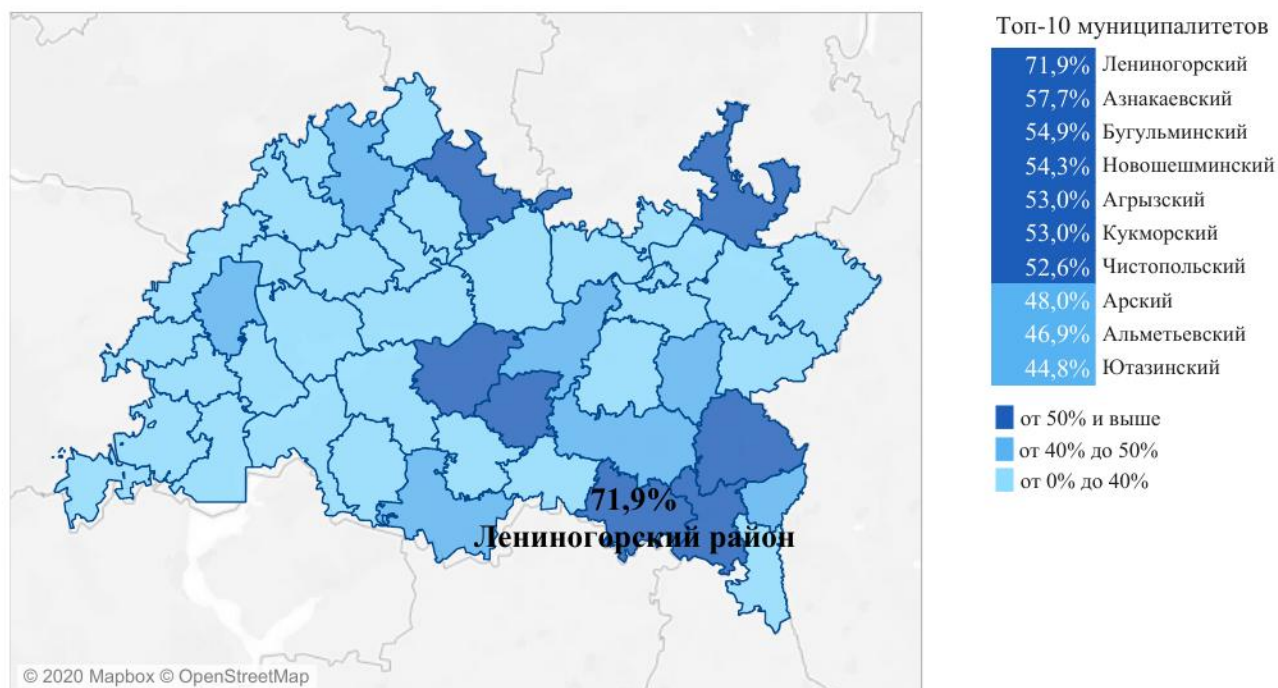 Топ-10 муниципалитетов
71,9% Лениногорский
57,7% Азнакаевский
54,9% Бугульминский
54,3% Новошешминский
53,0% Агрызский
53,0% Кукморский
52,6% Чистопольский
48,0% Арский
46,9% Альметьевский
44,8% Ютазинский
от 50% и выше
от 40% до 50%
от 0% до 40%
71,9%
Лениногорский район
© 2020 Mapbox © OpenStreetMap